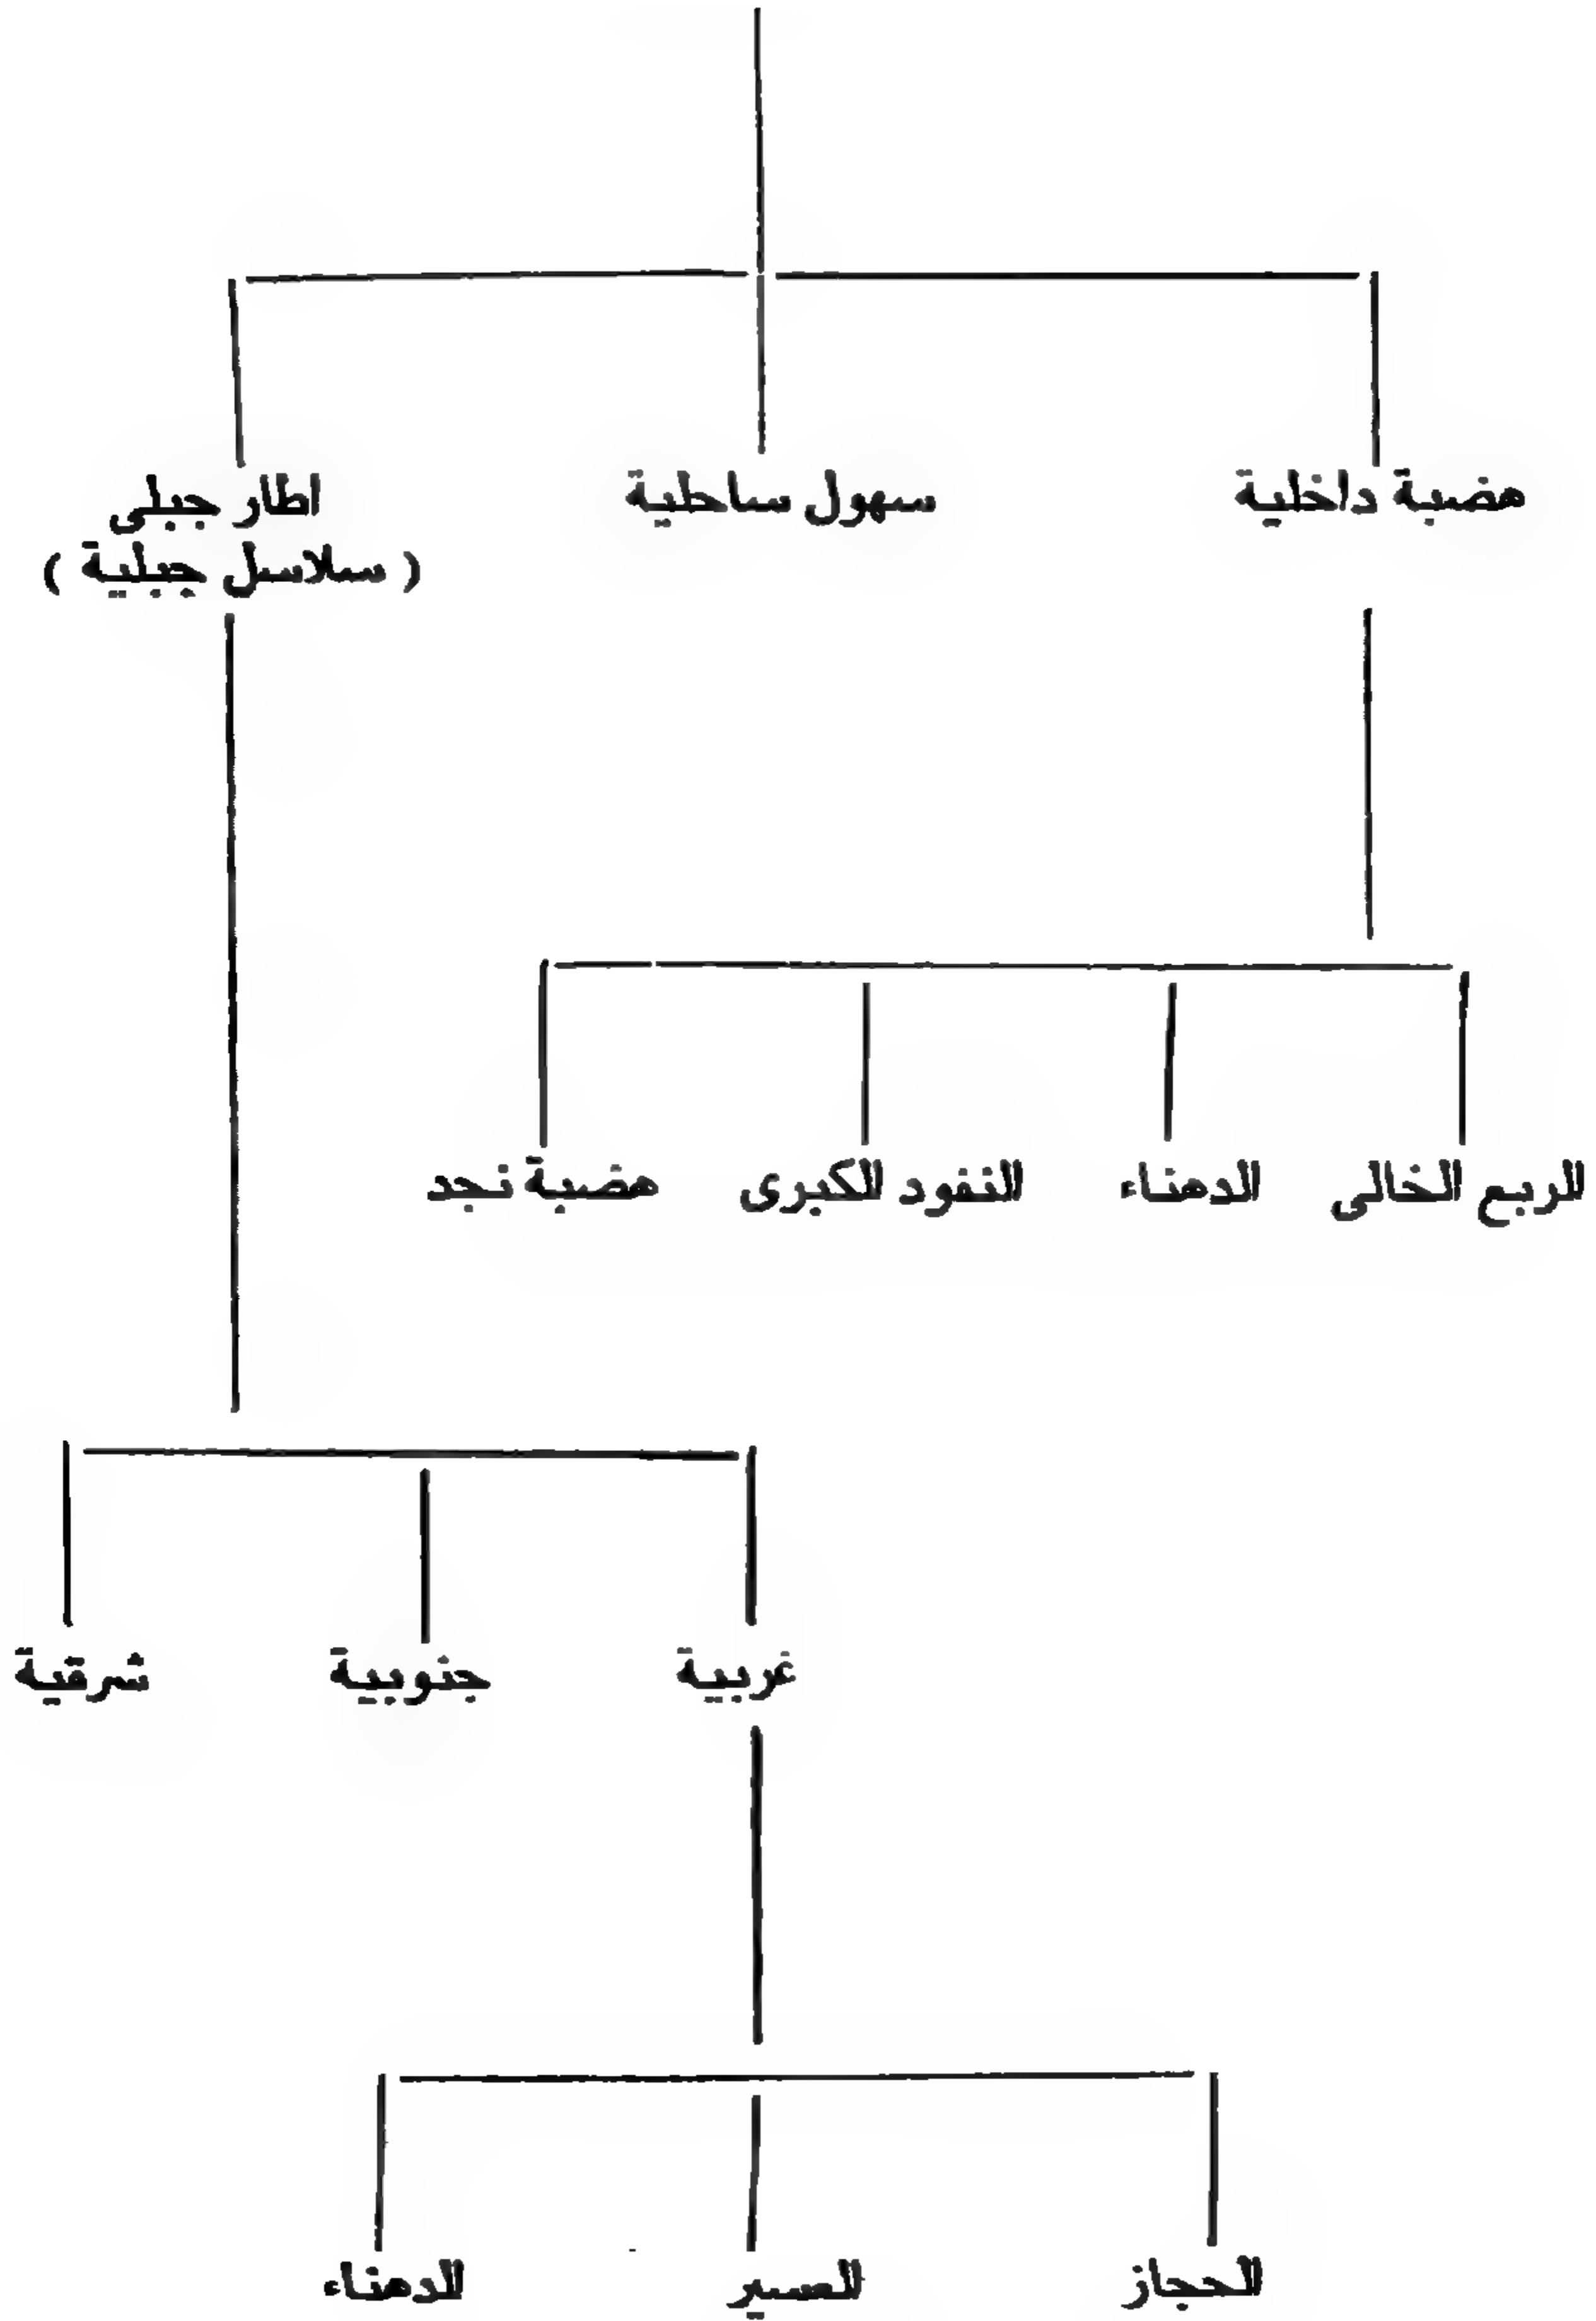 هضبة داخلية
سهول ساحلية
اطار جبلى
( سلاسل جبلية )
الربع الخالى
الدهناء
النفود الكبرى
هضبة نجد
غربية
جنوبية
شرقية
الحجاز
العسير
الدهناء